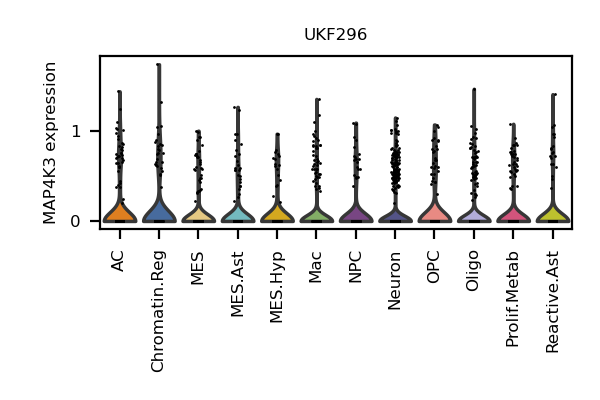 UKF296
MAP4K3 expression
1
0
AC
Chromatin.Reg
MES
MES.Ast
MES.Hyp
Mac
NPC
Neuron
OPC
Oligo
Prolif.Metab
Reactive.Ast